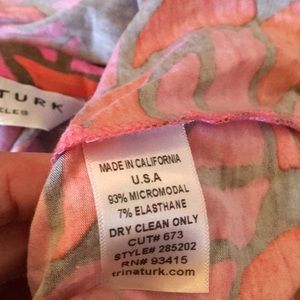 A TURK
ELES
MADE IN CALIFORNIA
U.S.A
93% MICROMODAL
7% ELASTHANE
DRY CLEAN ONLY
CUT# 673
STYLE# 285202
RN# 93415
trinaturk.com